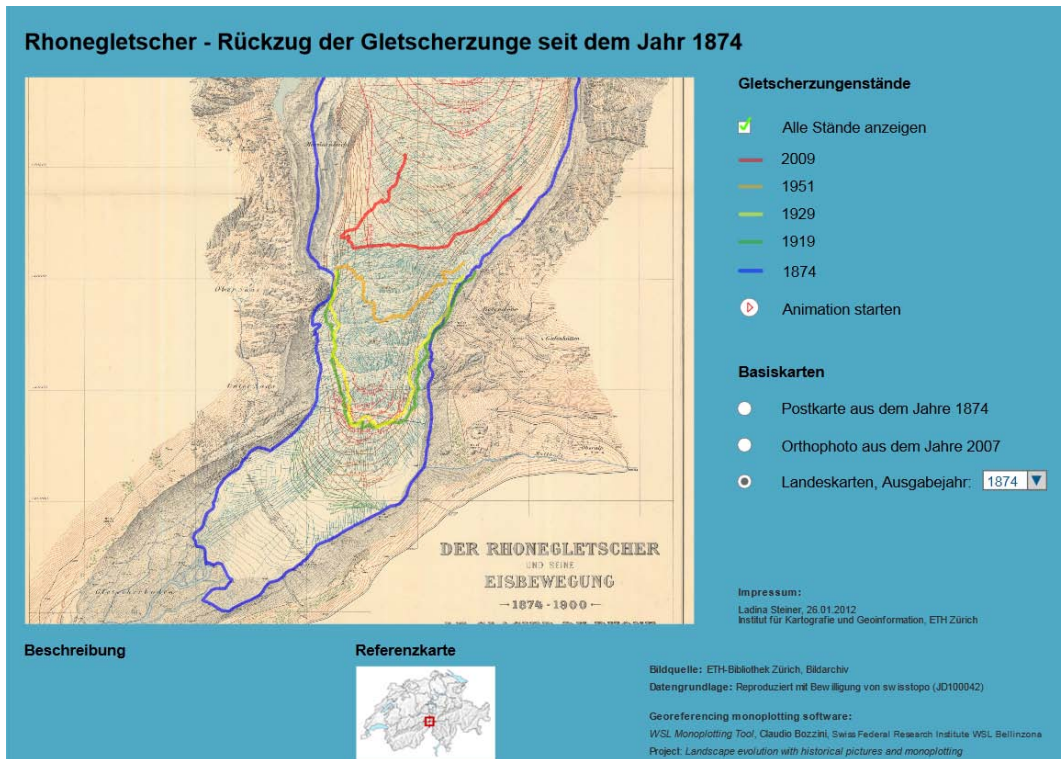 Rhonegletscher - Rückzug der Gletscherzunge seit dem Jahr 1874
DER RHONEGLETSCHER
UND SEINE
EISBEWEGUNG
1874 - 1900
Gletscherboden
Gletscherzungenstände
Alle Stände anzeigen
2009
1951
1929
1919
1874
Animation starten
Basiskarten
Postkarte aus dem Jahre 1874
Orthophoto aus dem Jahre 2007
Landeskarten, Ausgabejahr: 1874
Impressum:
Ladina Steiner, 26.01.2012
Institut für Kartografie und Geoinformation, ETH Zürich
Beschreibung
Referenzkarte
Bildquelle: ETH-Bibliothek Zürich, Bildarchiv
Datengrundlage: Reproduziert mit Bewilligung von swisstopo (JD100042)
Georeferencing monoplotting software:
WSL Monoplotting Tool, Claudio Bozzini, Swiss Federal Research Institute WSL Bellinzona
Project: Landscape evolution with historical pictures and monoplotting